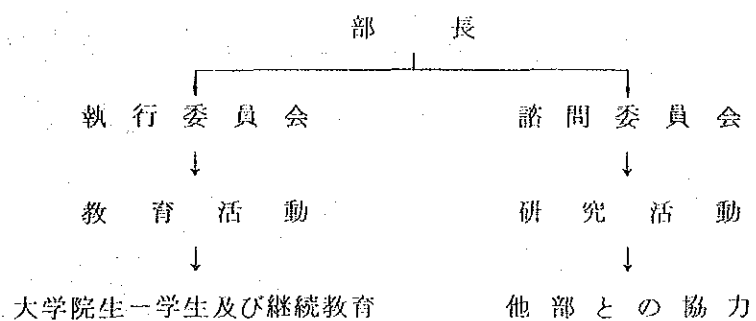 部長
執行委員会 諮問委員会
教育活動 研究活動
大学院生ー学生及び継続教育 他部との協力